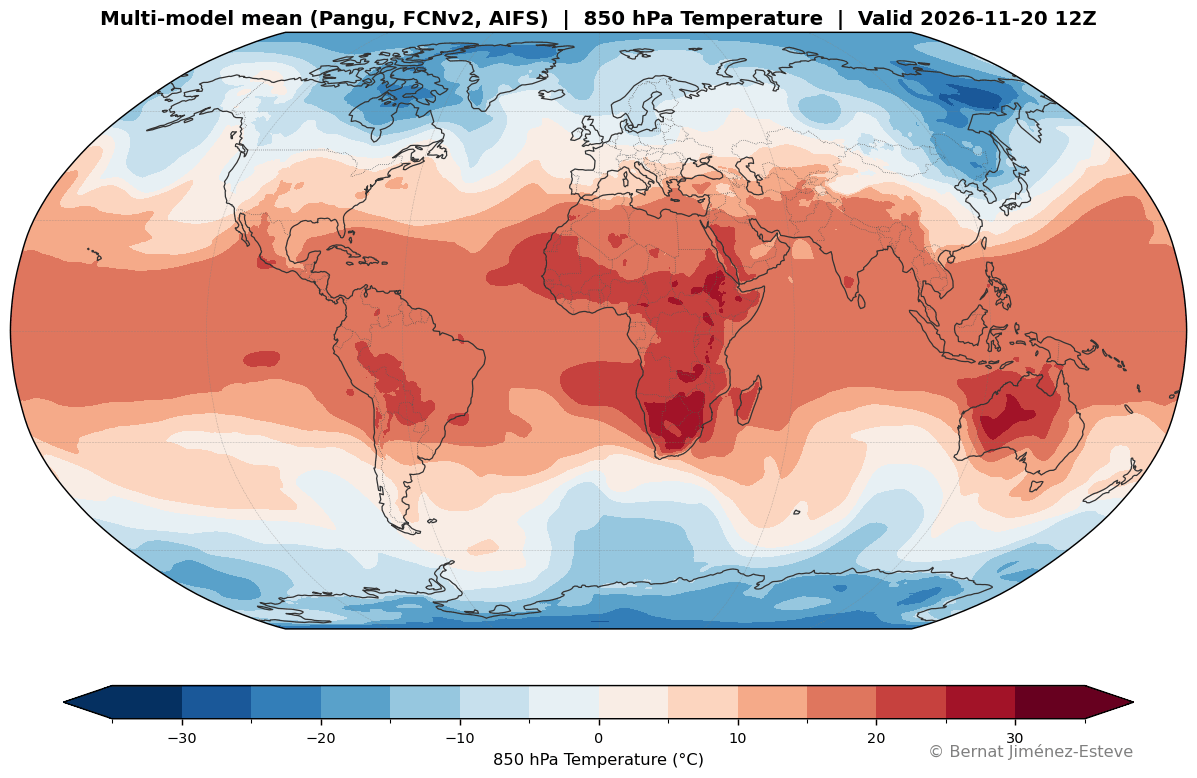 Multi-model mean (Pangu, FCNv2, AIFS)  |  850 hPa Temperature  |  Valid 2026-11-20 12Z
−30 −20 −10 0 10 20 30
850 hPa Temperature (°C)
© Bernat Jiménez-Esteve